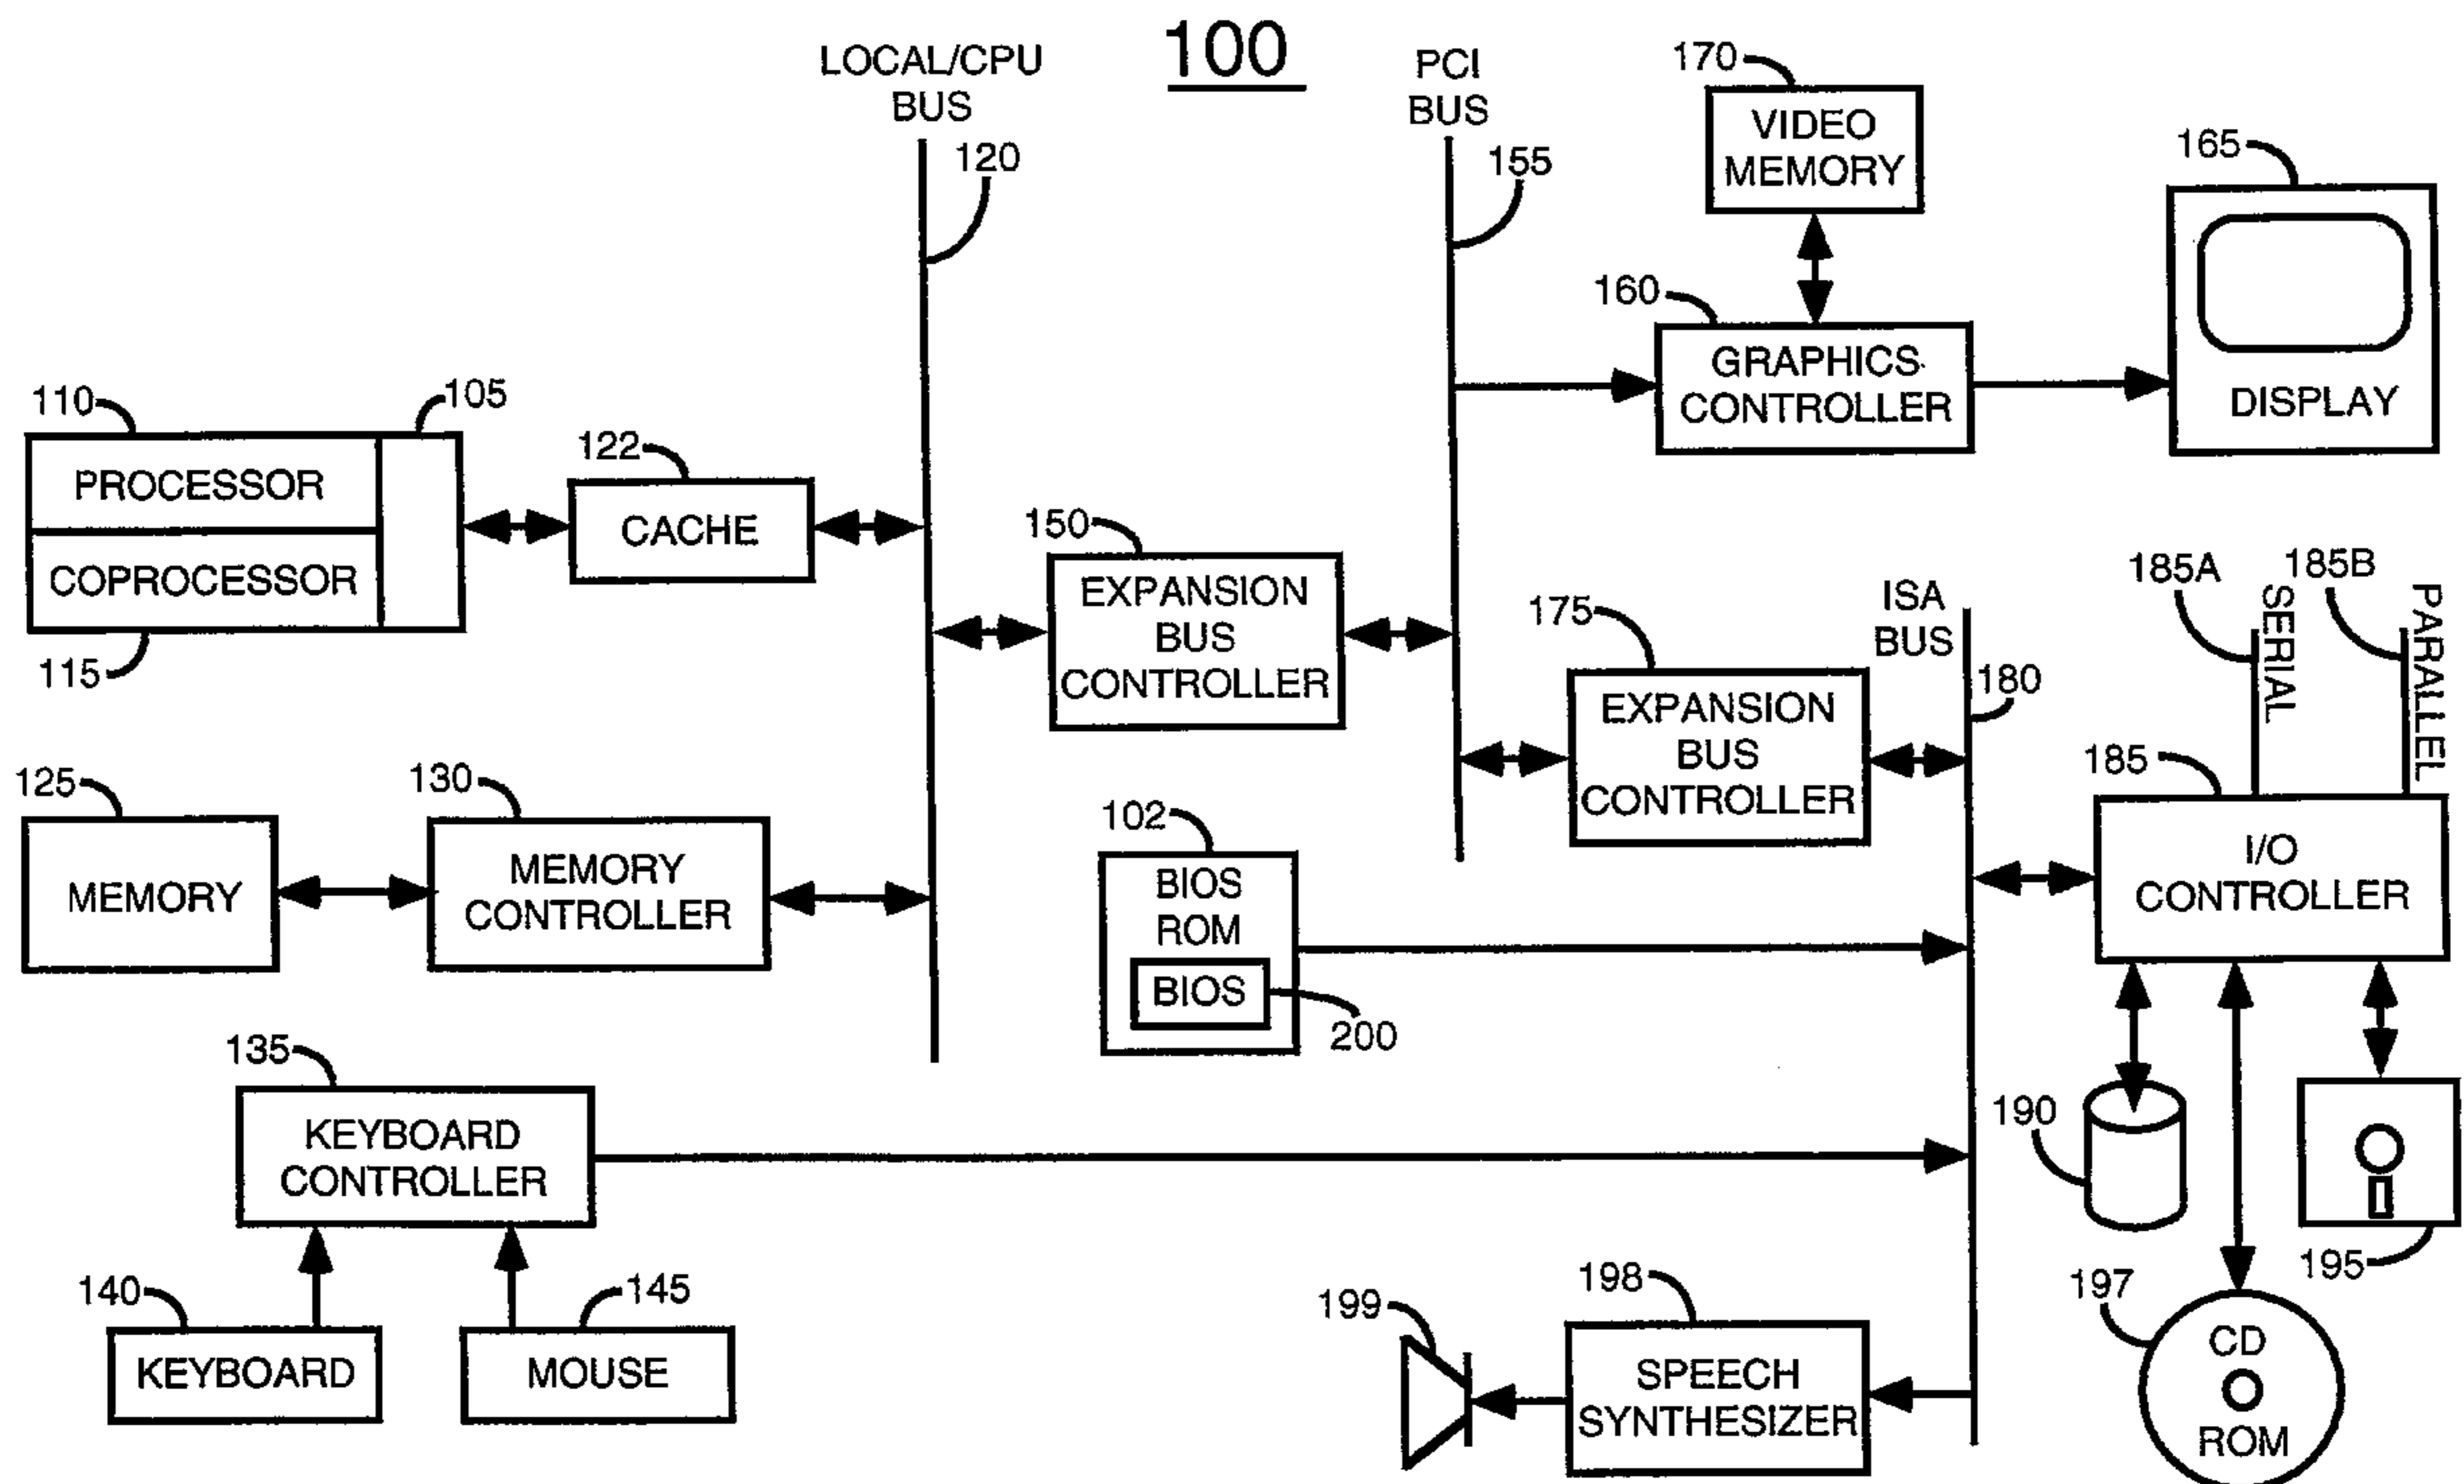 100
LOCAL/CPU
BUS
120
PCI
BUS
155
170
VIDEO
MEMORY
165
DISPLAY
160
GRAPHICS
CONTROLLER
110
105
PROCESSOR
COPROCESSOR
115
122
CACHE
150
EXPANSION
BUS
CONTROLLER
175
EXPANSION
BUS
CONTROLLER
ISA
BUS
180
185A
SERIAL
185B
PARALLEL
185
I/O
CONTROLLER
125
MEMORY
130
MEMORY
CONTROLLER
102
BIOS
ROM
BIOS
200
135
KEYBOARD
CONTROLLER
140
KEYBOARD
145
MOUSE
190
195
197
CD
ROM
198
SPEECH
SYNTHESIZER
199